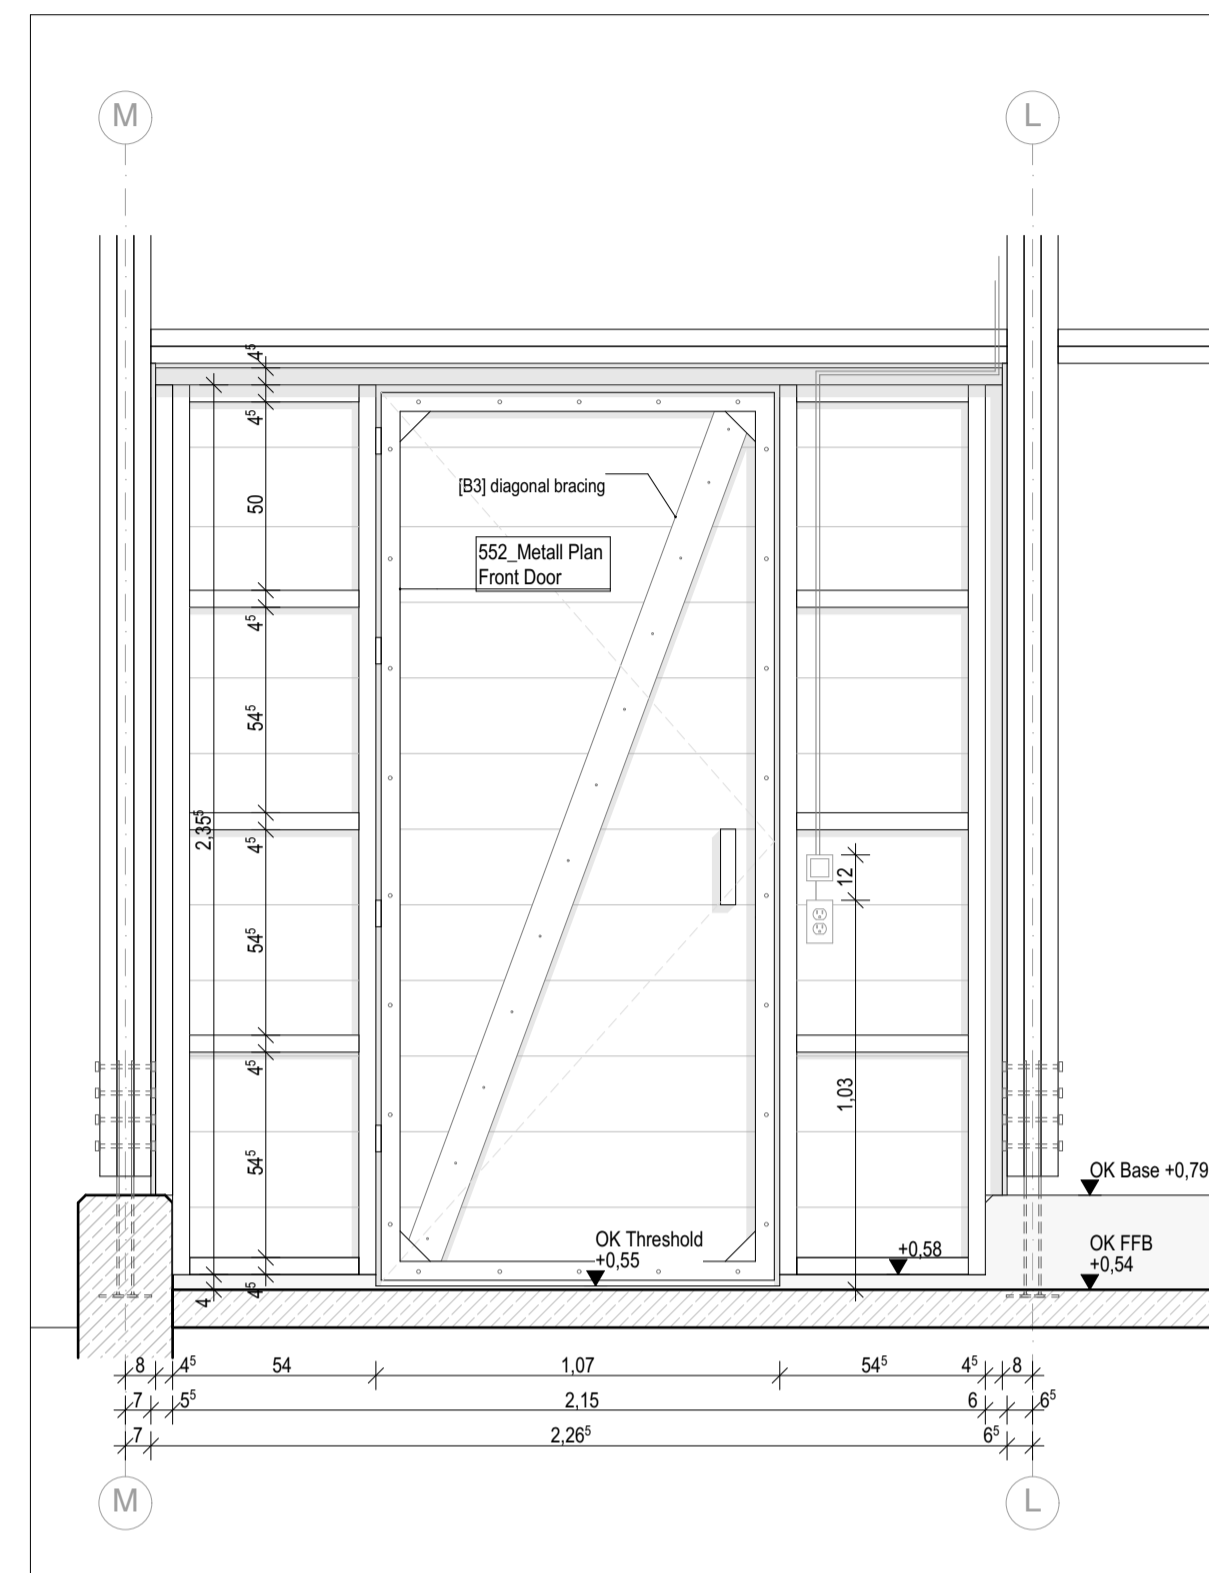 M
L
4⁵
4⁵
50
[B3] diagonal bracing
552_Metall Plan
Front Door
4⁵
54⁵
2,35⁵
4⁵
12
54⁵
4⁵
1,03
54⁵
OK Base +0,79
OK Threshold
+0,55
+0,58
OK FFB
+0,54
4
4⁵
8 4⁵ 54 1,07 54⁵ 4⁵ 8
7 5⁵ 2,15 6 6⁵
7 2,26⁵ 6⁵
M
L